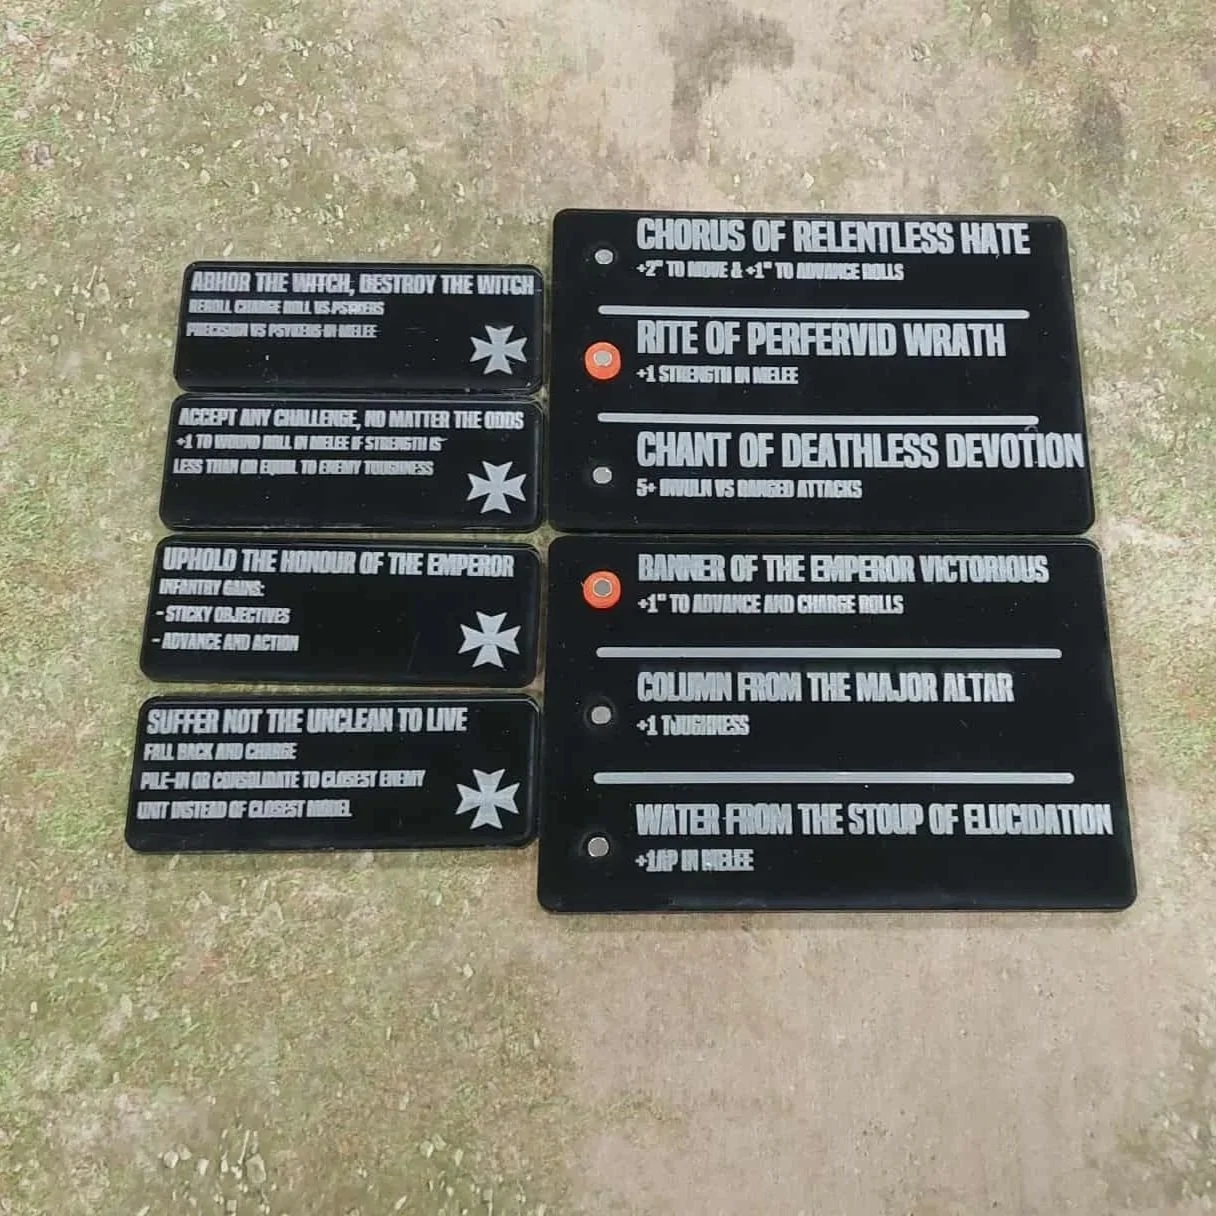 ABHOR THE WITCH, DESTROY THE WITCH
REROLL CHARGE ROLL VS PSYKERS
PRECISION VS PSYKERS IN MELEE
ACCEPT ANY CHALLENGE, NO MATTER THE ODDS
+1 TO WOUND ROLL IN MELEE IF STRENGTH IS
LESS THAN OR EQUAL TO ENEMY TOUGHNESS
UPHOLD THE HONOUR OF THE EMPEROR
INFANTRY GAINS:
- STICKY OBJECTIVES
- ADVANCE AND ACTION
SUFFER NOT THE UNCLEAN TO LIVE
FALL BACK AND CHARGE
PILE-IN OR CONSOLIDATE TO CLOSEST ENEMY
UNIT INSTEAD OF CLOSEST MODEL
CHORUS OF RELENTLESS HATE
+2" TO MOVE & +1" TO ADVANCE ROLLS
RITE OF PERFERVID WRATH
+1 STRENGTH IN MELEE
CHANT OF DEATHLESS DEVOTION
5+ INVULN VS RANGED ATTACKS
BANNER OF THE EMPEROR VICTORIOUS
+1" TO ADVANCE AND CHARGE ROLLS
COLUMN FROM THE MAJOR ALTAR
+1 TOUGHNESS
WATER FROM THE STOUP OF ELUCIDATION
+1AP IN MELEE